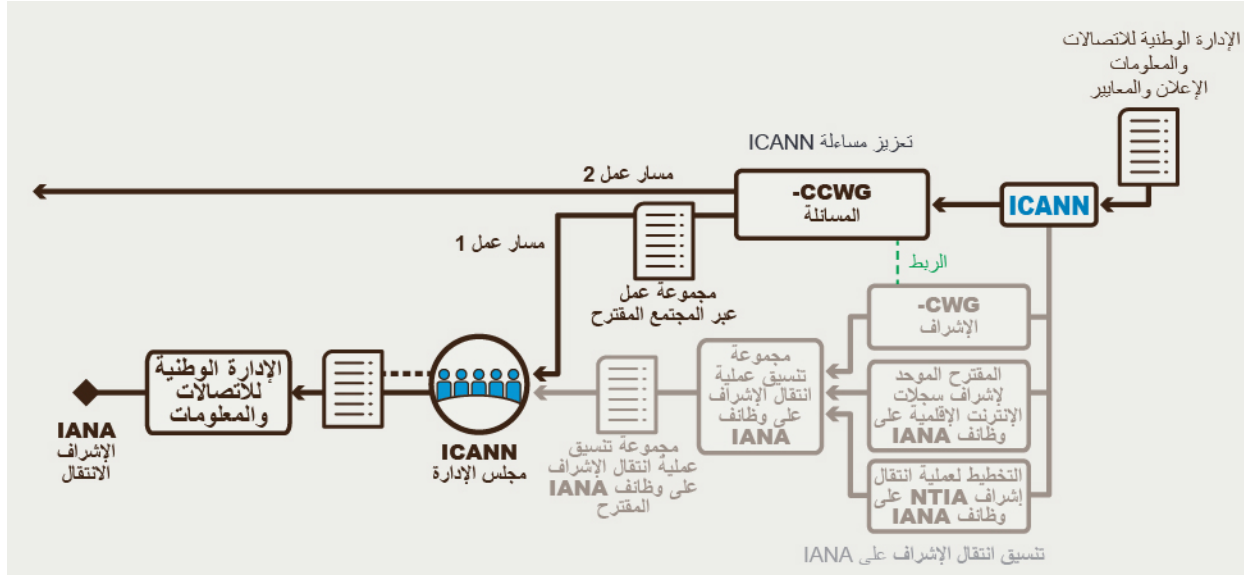 الإدارة الوطنية للاتصالات
والمعلومات
الإعلان والمعايير
ICANN
تعزيز مساءلة ICANN
CCWG-
المسائلة
مسار عمل 2
مسار عمل 1
مجموعة عمل
عبر المجتمع المقترح
الربط
CWG-
الإشراف
المقترح الموحد
لإشراف سجلات
الإنترنت الإقلمية على
وظائف IANA
التخطيط لعملية انتقال
إشراف NTIA على
وظائف IANA
تنسيق انتقال الإشراف على IANA
مجموعة
تنسيق عملية
انتقال الإشراف
على وظائف
IANA
مجموعة تنسيق
عملية انتقال الإشراف
على وظائف IANA
المقترح
ICANN
مجلس الإدارة
الإدارة الوطنية
للاتصالات
والمعلومات
IANA
الإشراف
الانتقال